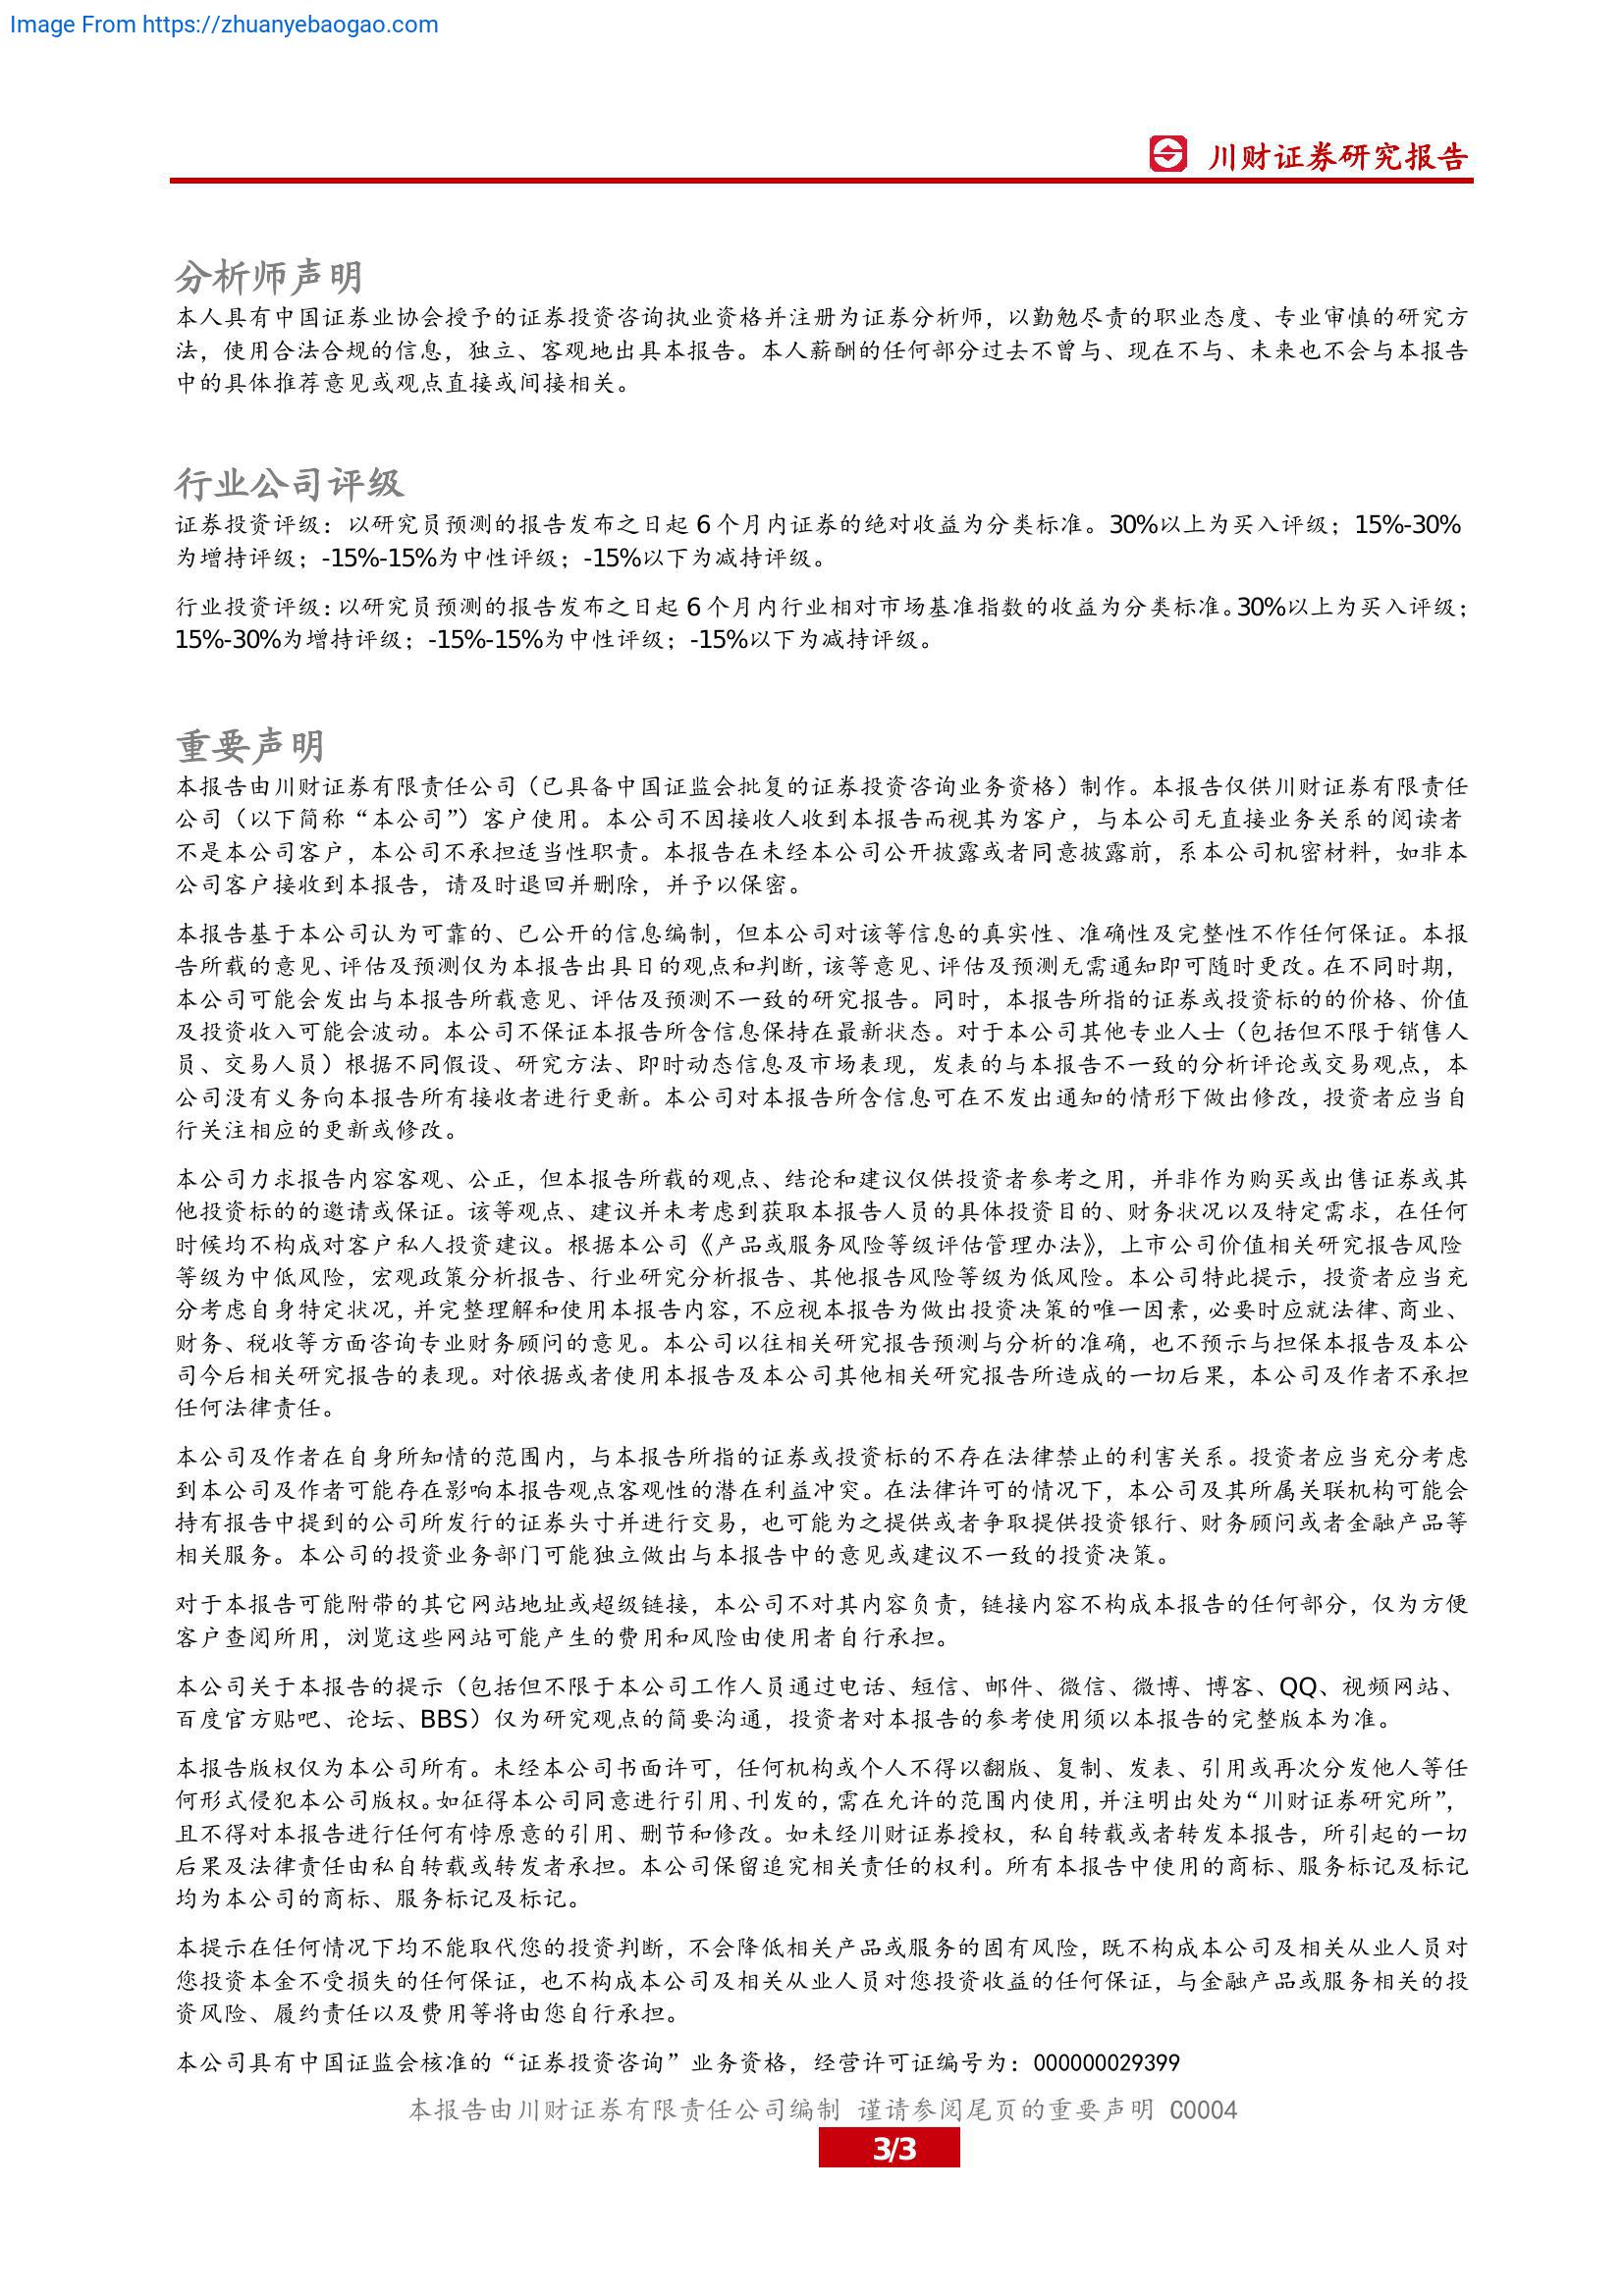 Image From https://zhuanyebaogao.com
川财证券研究报告
分析师声明
本人具有中国证券业协会授予的证券投资咨询执业资格并注册为证券分析师，以勤勉尽责的职业态度、专业审慎的研究方
法，使用合法合规的信息，独立、客观地出具本报告。本人薪酬的任何部分过去不曾与、现在不与、未来也不会与本报告
中的具体推荐意见或观点直接或间接相关。
行业公司评级
证券投资评级：以研究员预测的报告发布之日起 6 个月内证券的绝对收益为分类标准。30%以上为买入评级；15%-30%
为增持评级；-15%-15%为中性评级；-15%以下为减持评级。
行业投资评级：以研究员预测的报告发布之日起 6 个月内行业相对市场基准指数的收益为分类标准。30%以上为买入评级；
15%-30%为增持评级；-15%-15%为中性评级；-15%以下为减持评级。
重要声明
本报告由川财证券有限责任公司（已具备中国证监会批复的证券投资咨询业务资格）制作。本报告仅供川财证券有限责任
公司（以下简称“本公司”）客户使用。本公司不因接收人收到本报告而视其为客户，与本公司无直接业务关系的阅读者
不是本公司客户，本公司不承担适当性职责。本报告在未经本公司公开披露或者同意披露前，系本公司机密材料，如非本
公司客户接收到本报告，请及时退回并删除，并予以保密。
本报告基于本公司认为可靠的、已公开的信息编制，但本公司对该等信息的真实性、准确性及完整性不作任何保证。本报
告所载的意见、评估及预测仅为本报告出具日的观点和判断，该等意见、评估及预测无需通知即可随时更改。在不同时期，
本公司可能会发出与本报告所载意见、评估及预测不一致的研究报告。同时，本报告所指的证券或投资标的的价格、价值
及投资收入可能会波动。本公司不保证本报告所含信息保持在最新状态。对于本公司其他专业人士（包括但不限于销售人
员、交易人员）根据不同假设、研究方法、即时动态信息及市场表现，发表的与本报告不一致的分析评论或交易观点，本
公司没有义务向本报告所有接收者进行更新。本公司对本报告所含信息可在不发出通知的情形下做出修改，投资者应当自
行关注相应的更新或修改。
本公司力求报告内容客观、公正，但本报告所载的观点、结论和建议仅供投资者参考之用，并非作为购买或出售证券或其
他投资标的的邀请或保证。该等观点、建议并未考虑到获取本报告人员的具体投资目的、财务状况以及特定需求，在任何
时候均不构成对客户私人投资建议。根据本公司《产品或服务风险等级评估管理办法》，上市公司价值相关研究报告风险
等级为中低风险，宏观政策分析报告、行业研究分析报告、其他报告风险等级为低风险。本公司特此提示，投资者应当充
分考虑自身特定状况，并完整理解和使用本报告内容，不应视本报告为做出投资决策的唯一因素，必要时应就法律、商业、
财务、税收等方面咨询专业财务顾问的意见。本公司以往相关研究报告预测与分析的准确，也不预示与担保本报告及本公
司今后相关研究报告的表现。对依据或者使用本报告及本公司其他相关研究报告所造成的一切后果，本公司及作者不承担
任何法律责任。
本公司及作者在自身所知情的范围内，与本报告所指的证券或投资标的不存在法律禁止的利害关系。投资者应当充分考虑
到本公司及作者可能存在影响本报告观点客观性的潜在利益冲突。在法律许可的情况下，本公司及其所属关联机构可能会
持有报告中提到的公司所发行的证券头寸并进行交易，也可能为之提供或者争取提供投资银行、财务顾问或者金融产品等
相关服务。本公司的投资业务部门可能独立做出与本报告中的意见或建议不一致的投资决策。
对于本报告可能附带的其它网站地址或超级链接，本公司不对其内容负责，链接内容不构成本报告的任何部分，仅为方便
客户查阅所用，浏览这些网站可能产生的费用和风险由使用者自行承担。
本公司关于本报告的提示（包括但不限于本公司工作人员通过电话、短信、邮件、微信、微博、博客、QQ、视频网站、
百度官方贴吧、论坛、BBS）仅为研究观点的简要沟通，投资者对本报告的参考使用须以本报告的完整版本为准。
本报告版权仅为本公司所有。未经本公司书面许可，任何机构或个人不得以翻版、复制、发表、引用或再次分发他人等任
何形式侵犯本公司版权。如征得本公司同意进行引用、刊发的，需在允许的范围内使用，并注明出处为“川财证券研究所”，
且不得对本报告进行任何有悖原意的引用、删节和修改。如未经川财证券授权，私自转载或者转发本报告，所引起的一切
后果及法律责任由私自转载或转发者承担。本公司保留追究相关责任的权利。所有本报告中使用的商标、服务标记及标记
均为本公司的商标、服务标记及标记。
本提示在任何情况下均不能取代您的投资判断，不会降低相关产品或服务的固有风险，既不构成本公司及相关从业人员对
您投资本金不受损失的任何保证，也不构成本公司及相关从业人员对您投资收益的任何保证，与金融产品或服务相关的投
资风险、履约责任以及费用等将由您自行承担。
本公司具有中国证监会核准的“证券投资咨询”业务资格，经营许可证编号为：000000029399
本报告由川财证券有限责任公司编制 谨请参阅尾页的重要声明 C0004
3/3